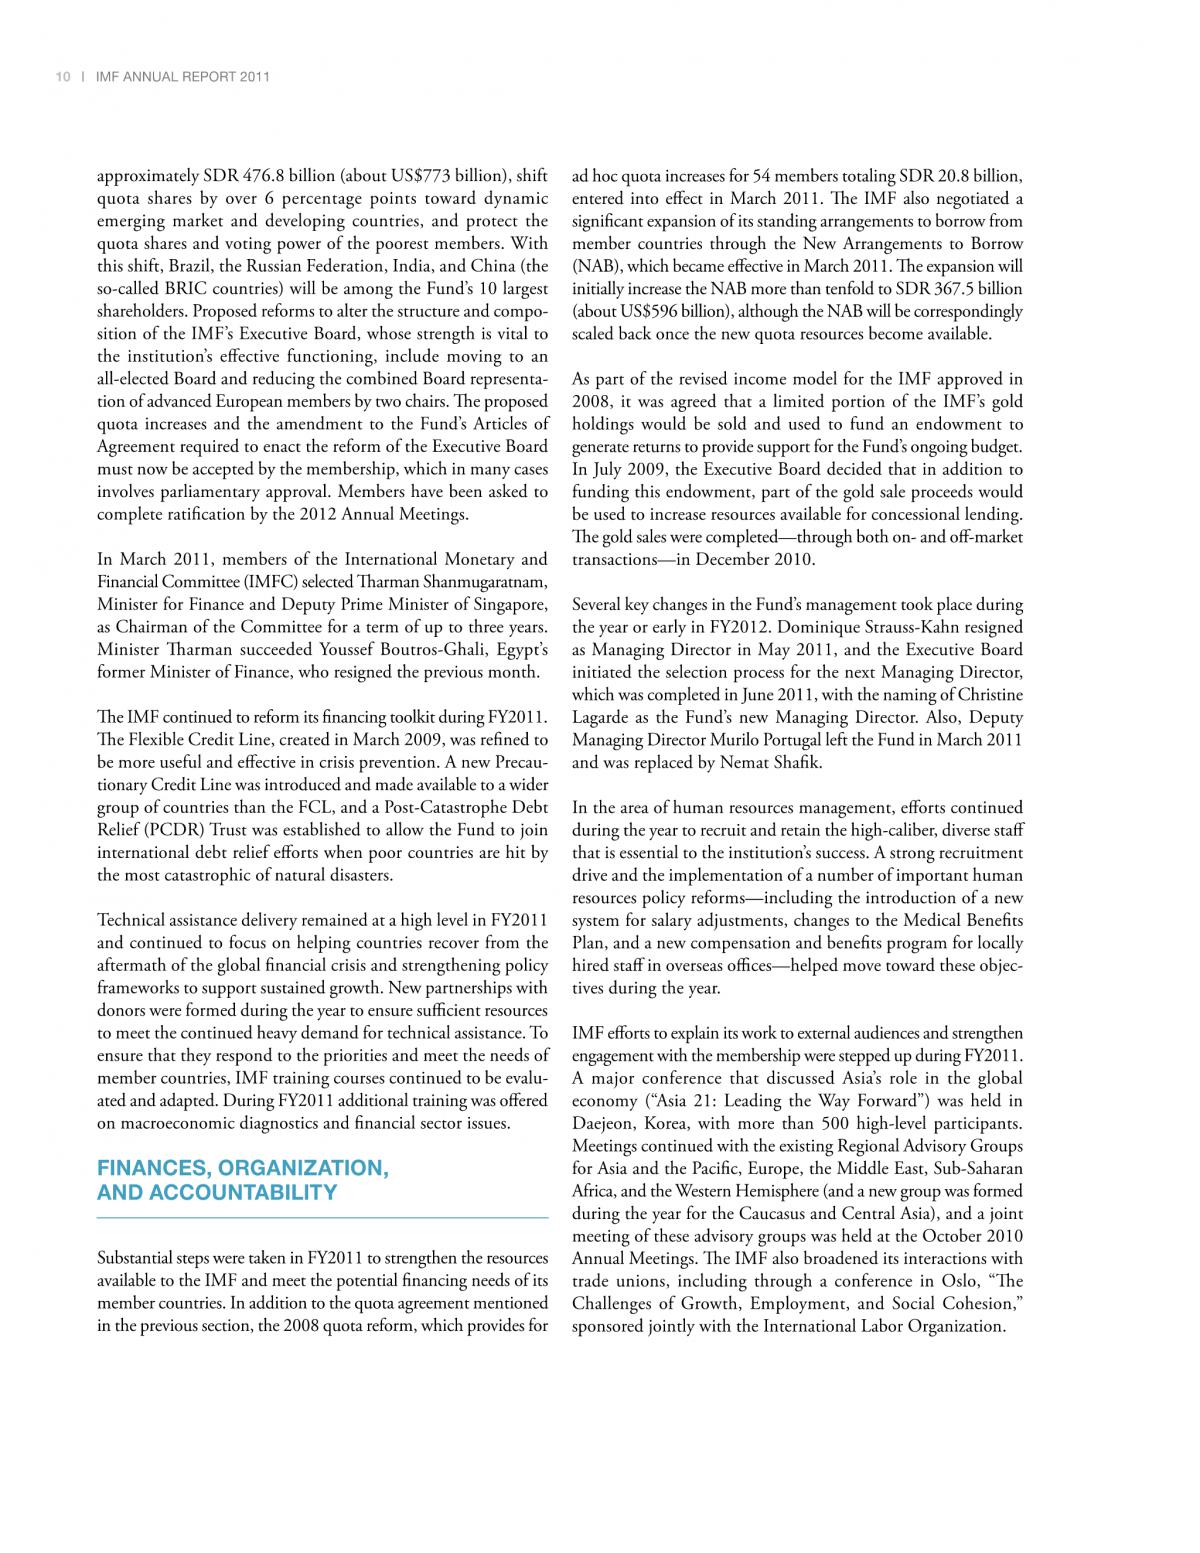 10 | IMF ANNUAL REPORT 2011
approximately SDR 476.8 billion (about US$773 billion), shift
quota shares by over 6 percentage points toward dynamic
emerging market and developing countries, and protect the
quota shares and voting power of the poorest members. With
this shift, Brazil, the Russian Federation, India, and China (the
so-called BRIC countries) will be among the Fund’s 10 largest
shareholders. Proposed reforms to alter the structure and compo-
sition of the IMF’s Executive Board, whose strength is vital to
the institution’s effective functioning, include moving to an
all-elected Board and reducing the combined Board representa-
tion of advanced European members by two chairs. The proposed
quota increases and the amendment to the Fund’s Articles of
Agreement required to enact the reform of the Executive Board
must now be accepted by the membership, which in many cases
involves parliamentary approval. Members have been asked to
complete ratification by the 2012 Annual Meetings.
In March 2011, members of the International Monetary and
Financial Committee (IMFC) selected Tharman Shanmugaratnam,
Minister for Finance and Deputy Prime Minister of Singapore,
as Chairman of the Committee for a term of up to three years.
Minister Tharman succeeded Youssef Boutros-Ghali, Egypt’s
former Minister of Finance, who resigned the previous month.
The IMF continued to reform its financing toolkit during FY2011.
The Flexible Credit Line, created in March 2009, was refined to
be more useful and effective in crisis prevention. A new Precau-
tionary Credit Line was introduced and made available to a wider
group of countries than the FCL, and a Post-Catastrophe Debt
Relief (PCDR) Trust was established to allow the Fund to join
international debt relief efforts when poor countries are hit by
the most catastrophic of natural disasters.
Technical assistance delivery remained at a high level in FY2011
and continued to focus on helping countries recover from the
aftermath of the global financial crisis and strengthening policy
frameworks to support sustained growth. New partnerships with
donors were formed during the year to ensure sufficient resources
to meet the continued heavy demand for technical assistance. To
ensure that they respond to the priorities and meet the needs of
member countries, IMF training courses continued to be evalu-
ated and adapted. During FY2011 additional training was offered
on macroeconomic diagnostics and financial sector issues.
FINANCES, ORGANIZATION,
AND ACCOUNTABILITY
Substantial steps were taken in FY2011 to strengthen the resources
available to the IMF and meet the potential financing needs of its
member countries. In addition to the quota agreement mentioned
in the previous section, the 2008 quota reform, which provides for
ad hoc quota increases for 54 members totaling SDR 20.8 billion,
entered into effect in March 2011. The IMF also negotiated a
significant expansion of its standing arrangements to borrow from
member countries through the New Arrangements to Borrow
(NAB), which became effective in March 2011. The expansion will
initially increase the NAB more than tenfold to SDR 367.5 billion
(about US$596 billion), although the NAB will be correspondingly
scaled back once the new quota resources become available.
As part of the revised income model for the IMF approved in
2008, it was agreed that a limited portion of the IMF’s gold
holdings would be sold and used to fund an endowment to
generate returns to provide support for the Fund’s ongoing budget.
In July 2009, the Executive Board decided that in addition to
funding this endowment, part of the gold sale proceeds would
be used to increase resources available for concessional lending.
The gold sales were completed—through both on- and off-market
transactions—in December 2010.
Several key changes in the Fund’s management took place during
the year or early in FY2012. Dominique Strauss-Kahn resigned
as Managing Director in May 2011, and the Executive Board
initiated the selection process for the next Managing Director,
which was completed in June 2011, with the naming of Christine
Lagarde as the Fund’s new Managing Director. Also, Deputy
Managing Director Murilo Portugal left the Fund in March 2011
and was replaced by Nemat Shafik.
In the area of human resources management, efforts continued
during the year to recruit and retain the high-caliber, diverse staff
that is essential to the institution’s success. A strong recruitment
drive and the implementation of a number of important human
resources policy reforms—including the introduction of a new
system for salary adjustments, changes to the Medical Benefits
Plan, and a new compensation and benefits program for locally
hired staff in overseas offices—helped move toward these objec-
tives during the year.
IMF efforts to explain its work to external audiences and strengthen
engagement with the membership were stepped up during FY2011.
A major conference that discussed Asia’s role in the global
economy (“Asia 21: Leading the Way Forward”) was held in
Daejeon, Korea, with more than 500 high-level participants.
Meetings continued with the existing Regional Advisory Groups
for Asia and the Pacific, Europe, the Middle East, Sub-Saharan
Africa, and the Western Hemisphere (and a new group was formed
during the year for the Caucasus and Central Asia), and a joint
meeting of these advisory groups was held at the October 2010
Annual Meetings. The IMF also broadened its interactions with
trade unions, including through a conference in Oslo, “The
Challenges of Growth, Employment, and Social Cohesion,”
sponsored jointly with the International Labor Organization.